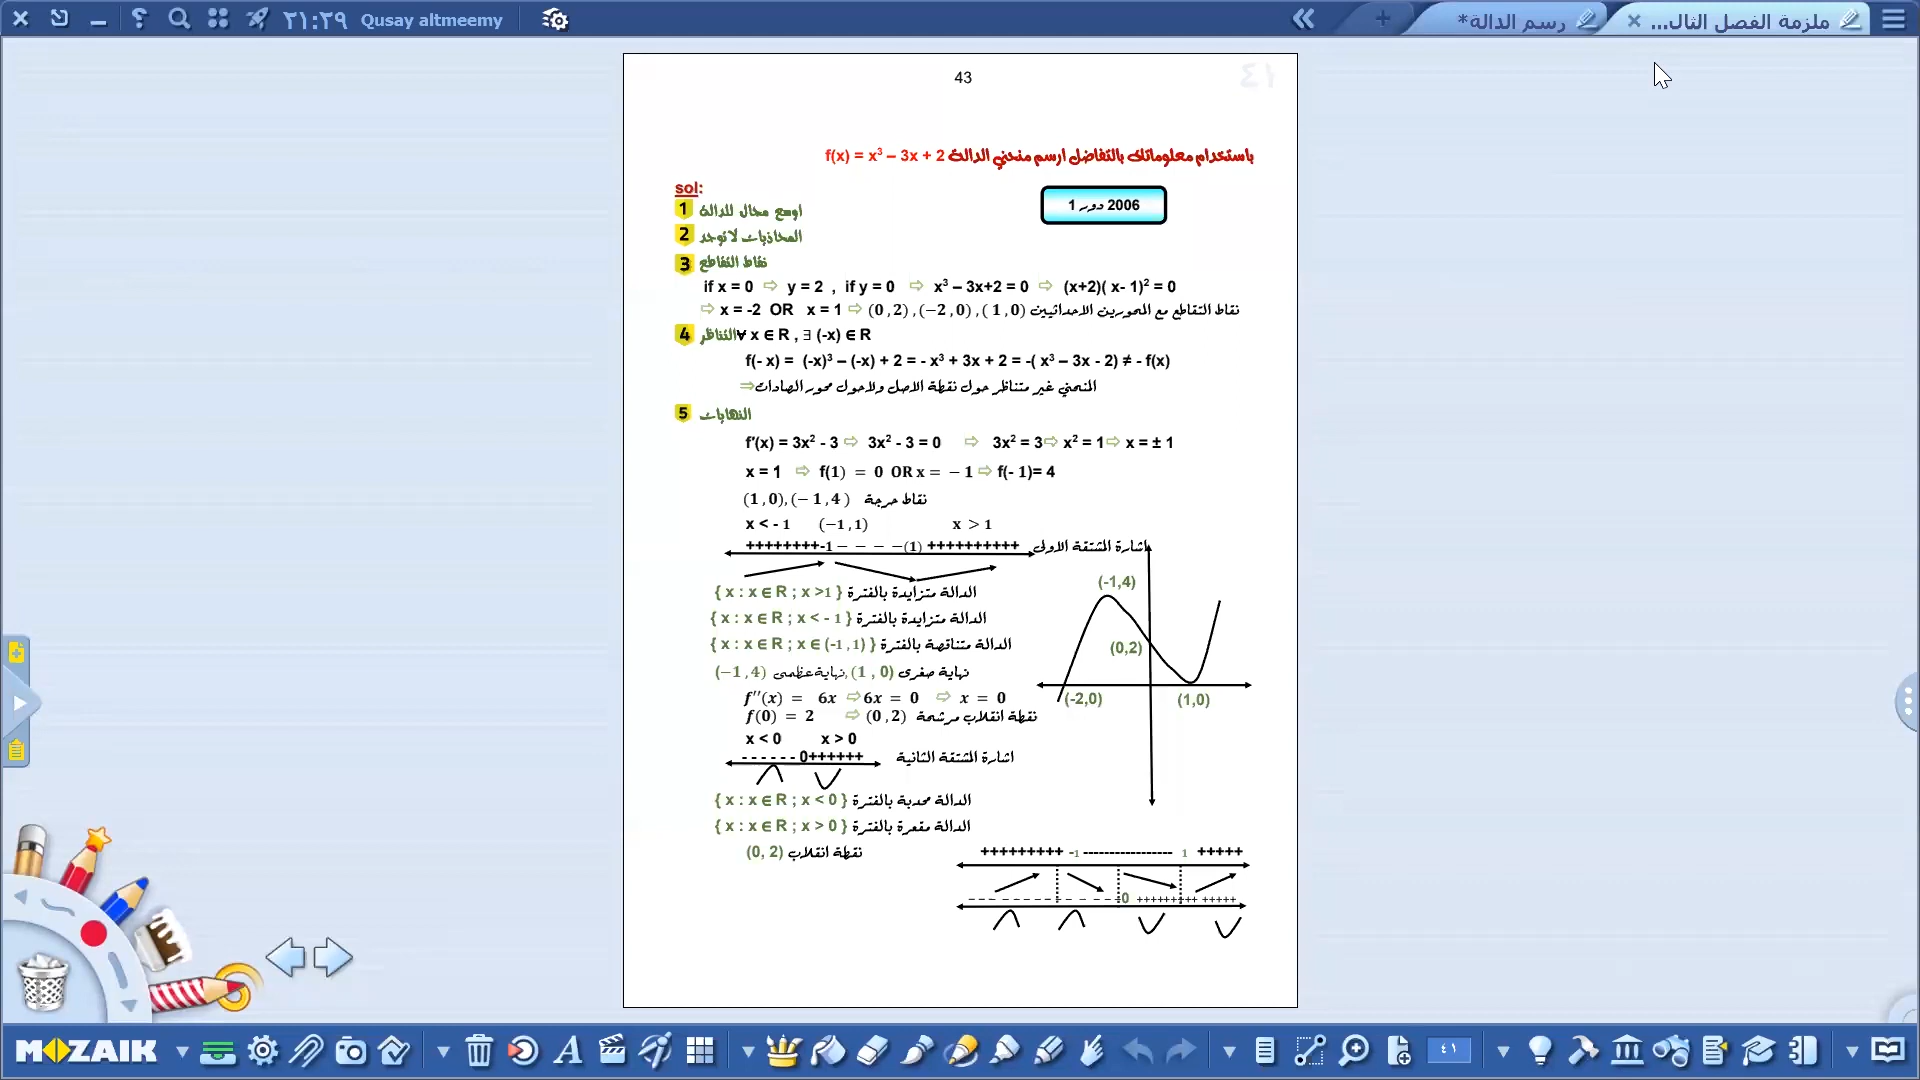 ٢١:٣٩ Qusay altmeemy
رسم الدالة*
ملزمة الفصل الثال...
٤١
43
باستخدام معلوماتك بالتفاضل ارسم منحني الدالة f(x) = x³ – 3x + 2
sol:
2006 دور 1
1 اوسع مجال للدالة
2 المحاذيات لا توجد
3 نقاط التقاطع
if x = 0 ⇨ y = 2 , if y = 0 ⇨ x³ – 3x+2 = 0 ⇨ (x+2)( x- 1)² = 0
⇨ x = -2 OR x = 1 ⇨ (0 , 2) , (−2 , 0) , ( 1 , 0) نقاط التقاطع مع المحورين الاحداثيين
4 التناظر ∀ x ∈ R , ∃ (-x) ∈ R
f(- x) = (-x)³ – (-x) + 2 = - x³ + 3x + 2 = -( x³ – 3x - 2) ≠ - f(x)
⇒ المنحني غير متناظر حول نقطة الاصل ولاحول محور الصادات
5 النهايات
f′(x) = 3x² - 3 ⇨ 3x² - 3 = 0 ⇨ 3x² = 3 ⇨ x² = 1 ⇨ x = ± 1
x = 1 ⇨ f(1) = 0 OR x = − 1 ⇨ f(- 1)= 4
(1 , 0), (− 1 , 4 ) نقاط حرجة
x < - 1 (−1 , 1) x > 1
++++++++-1 − − − −(1) ++++++++++ اشارة المشتقة الاولى
{ x : x ∈ R ; x >1 } الدالة متزايدة بالفترة
{ x : x ∈ R ; x < - 1 } الدالة متزايدة بالفترة
{ x : x ∈ R ; x ∈ (-1 , 1) } الدالة متناقصة بالفترة
(−1 , 4) نهاية عظمى, (1 , 0) نهاية صغرى
f′′(x) = 6x ⇨ 6x = 0 ⇨ x = 0
f(0) = 2 ⇨ (0 , 2) نقطة انقلاب مرشحة
x < 0 x > 0
- - - - - - 0++++++ اشارة المشتقة الثانية
{ x : x ∈ R ; x < 0 } الدالة محدبة بالفترة
{ x : x ∈ R ; x > 0 } الدالة مقعرة بالفترة
(0, 2) نقطة انقلاب
(-1,4)
(0,2)
(-2,0) (1,0)
+++++++++ -1 ----------------- 1 +++++
− − − − − − − − − − − − 0 +++++++++ +++++
MOZAIK
٤١